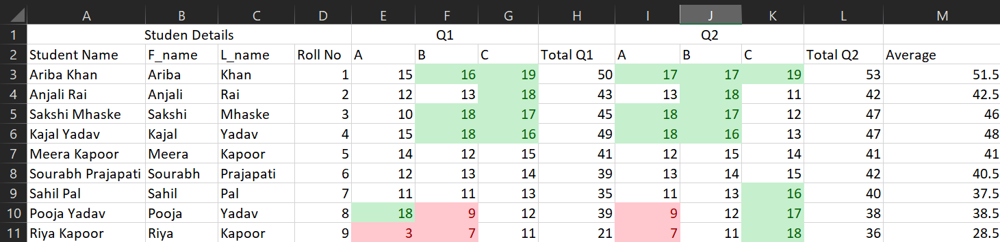 A B C D E F G H I J K L M
1 Studen Details Q1 Q2
2 Student Name F_name L_name Roll No A B C Total Q1 A B C Total Q2 Average
3 Ariba Khan Ariba Khan 1 15 16 19 50 17 17 19 53 51.5
4 Anjali Rai Anjali Rai 2 12 13 18 43 13 18 11 42 42.5
5 Sakshi Mhaske Sakshi Mhaske 3 10 18 17 45 18 17 12 47 46
6 Kajal Yadav Kajal Yadav 4 15 18 16 49 18 16 13 47 48
7 Meera Kapoor Meera Kapoor 5 14 12 15 41 12 15 14 41 41
8 Sourabh Prajapati Sourabh Prajapati 6 12 13 14 39 13 14 15 42 40.5
9 Sahil Pal Sahil Pal 7 11 11 13 35 11 13 16 40 37.5
10 Pooja Yadav Pooja Yadav 8 18 9 12 39 9 12 17 38 38.5
11 Riya Kapoor Riya Kapoor 9 3 7 11 21 7 11 18 36 28.5